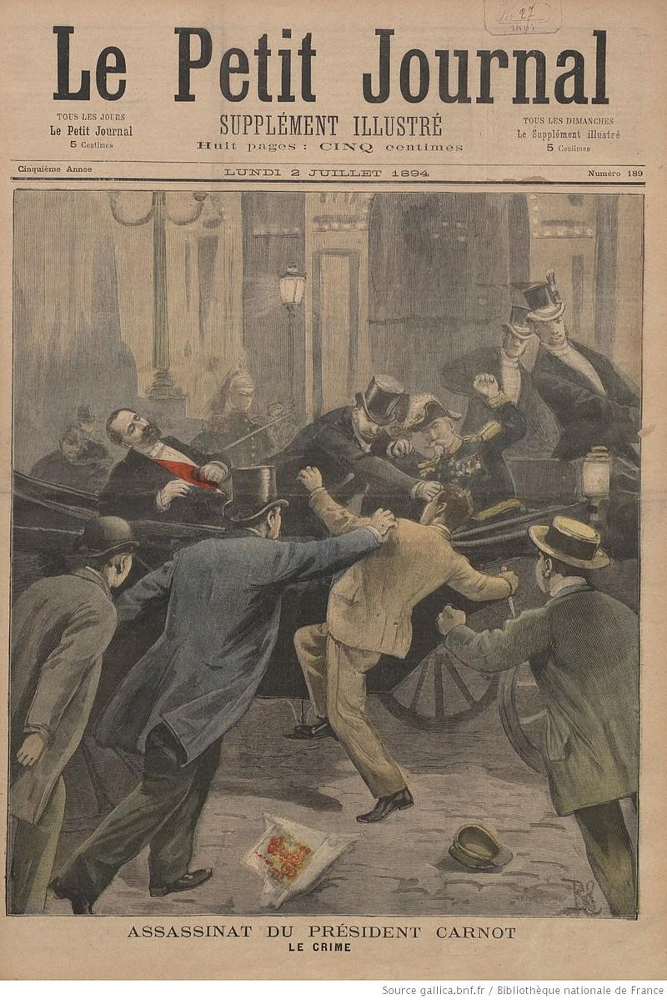 No 27
1894
Le Petit Journal
TOUS LES JOURS
Le Petit Journal
5 Centimes
SUPPLÉMENT ILLUSTRÉ
Huit pages : CINQ centimes
TOUS LES DIMANCHES
Le Supplément illustré
5 Centimes
Cinquième Annee
LUNDI 2 JUILLET 1894
Numéro 189
ASSASSINAT DU PRÉSIDENT CARNOT
LE CRIME
Source gallica.bnf.fr / Bibliothèque nationale de France